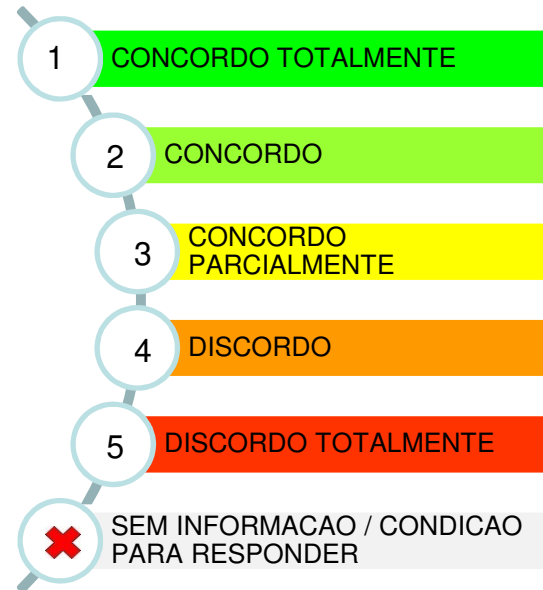 1 CONCORDO TOTALMENTE
2 CONCORDO
3 CONCORDO
PARCIALMENTE
4 DISCORDO
5 DISCORDO TOTALMENTE
SEM INFORMACAO / CONDICAO
PARA RESPONDER